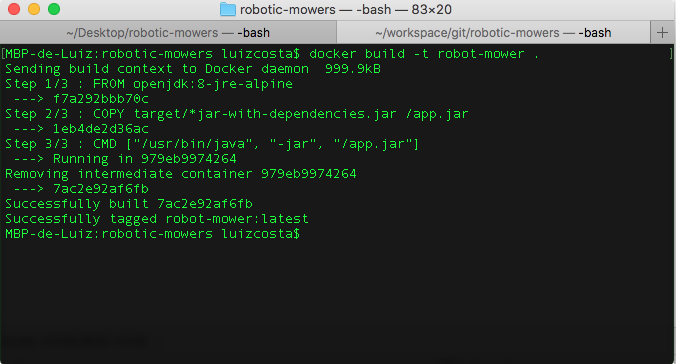 robotic-mowers — -bash — 83×20
~/Desktop/robotic-mowers — -bash
~/workspace/git/robotic-mowers — -bash
[MBP-de-Luiz:robotic-mowers luizcosta$ docker build -t robot-mower . ]
Sending build context to Docker daemon  999.9kB
Step 1/3 : FROM openjdk:8-jre-alpine
 ---> f7a292bbb70c
Step 2/3 : COPY target/*jar-with-dependencies.jar /app.jar
 ---> 1eb4de2d36ac
Step 3/3 : CMD ["/usr/bin/java", "-jar", "/app.jar"]
 ---> Running in 979eb9974264
Removing intermediate container 979eb9974264
 ---> 7ac2e92af6fb
Successfully built 7ac2e92af6fb
Successfully tagged robot-mower:latest
MBP-de-Luiz:robotic-mowers luizcosta$